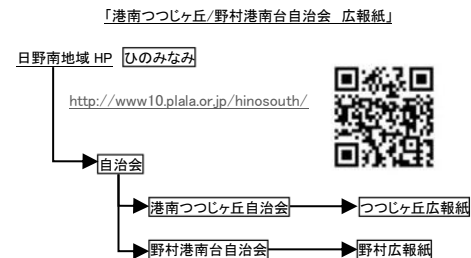 「港南つつじヶ丘/野村港南台自治会 広報紙」
日野南地域 HP ひのみなみ
http://www10.plala.or.jp/hinosouth/
自治会
港南つつじヶ丘自治会 つつじヶ丘広報紙
野村港南台自治会 野村広報紙